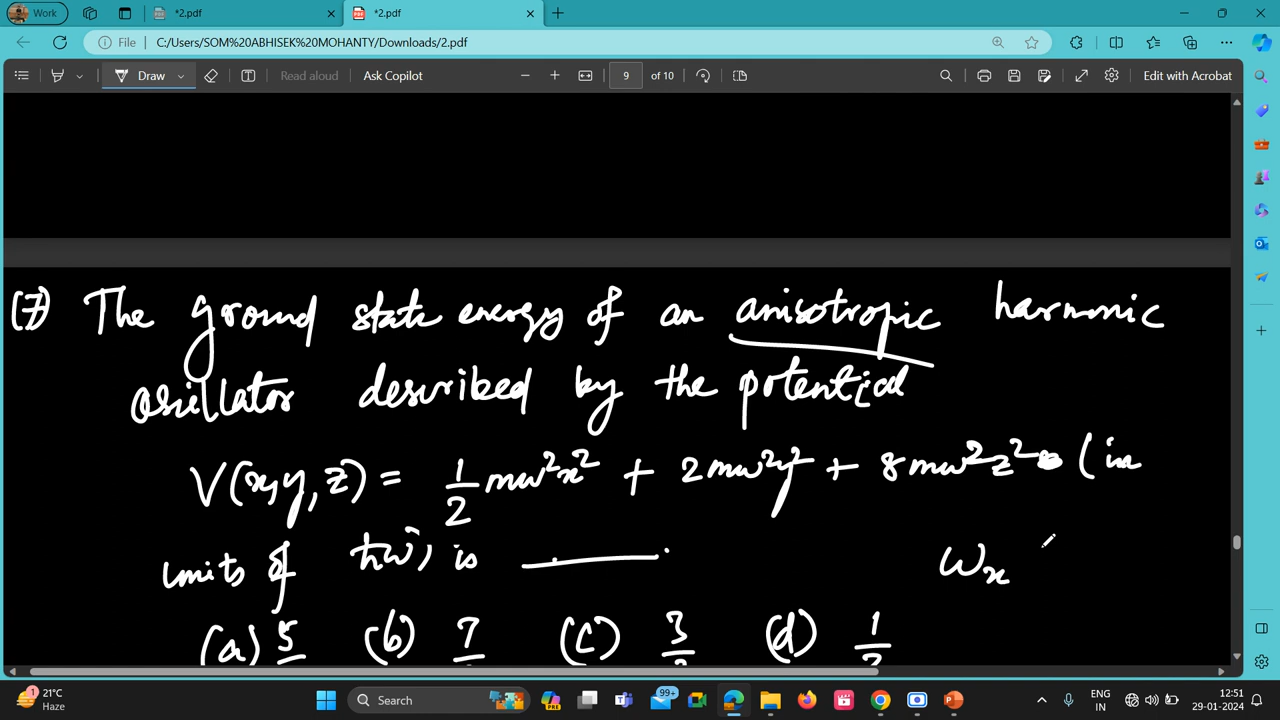 Work
*2.pdf
*2.pdf
File
C:/Users/SOM%20ABHISEK%20MOHANTY/Downloads/2.pdf
Draw
Read aloud
Ask Copilot
9 of 10
Edit with Acrobat
(7) The ground state energy of an anisotropic harmonic
oscillator described by the potential
V(x,y,z) = 1/2 mω²x² + 2mω²y² + 8mω²z² (in
units of ħω) is ______.
ωx
(a) 5 (b) 7 (c) 3 (d) 1/2
1
21°C
Haze
Search
99+
ENG
IN
12:51
29-01-2024